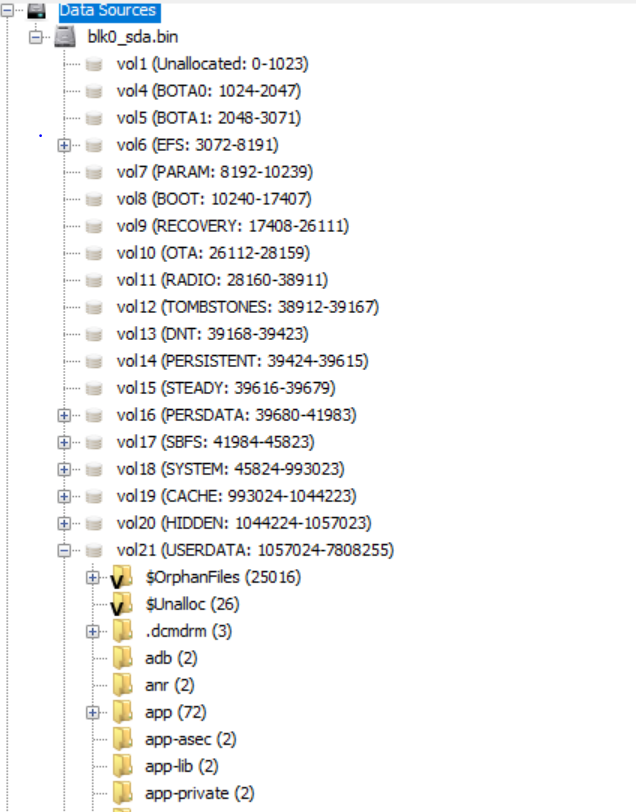 Data Sources
blk0_sda.bin
vol1 (Unallocated: 0-1023)
vol4 (BOTA0: 1024-2047)
vol5 (BOTA1: 2048-3071)
vol6 (EFS: 3072-8191)
vol7 (PARAM: 8192-10239)
vol8 (BOOT: 10240-17407)
vol9 (RECOVERY: 17408-26111)
vol10 (OTA: 26112-28159)
vol11 (RADIO: 28160-38911)
vol12 (TOMBSTONES: 38912-39167)
vol13 (DNT: 39168-39423)
vol14 (PERSISTENT: 39424-39615)
vol15 (STEADY: 39616-39679)
vol16 (PERSDATA: 39680-41983)
vol17 (SBFS: 41984-45823)
vol18 (SYSTEM: 45824-993023)
vol19 (CACHE: 993024-1044223)
vol20 (HIDDEN: 1044224-1057023)
vol21 (USERDATA: 1057024-7808255)
$OrphanFiles (25016)
$Unalloc (26)
.dcmdrm (3)
adb (2)
anr (2)
app (72)
app-asec (2)
app-lib (2)
app-private (2)